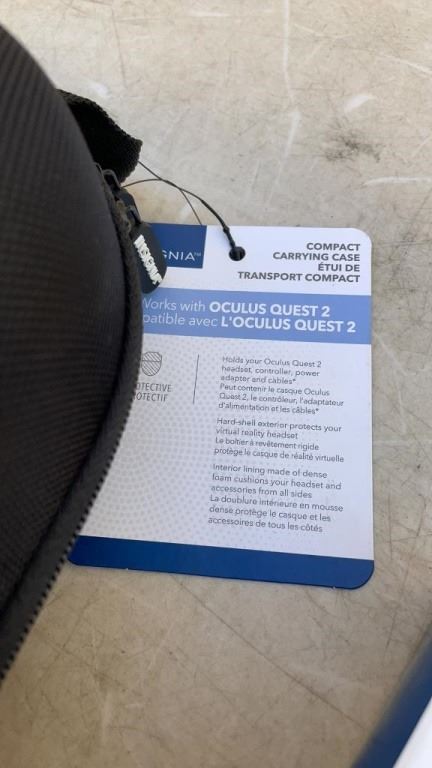 NIA™
INSIGNIA
COMPACT
CARRYING CASE
ÉTUI DE
TRANSPORT COMPACT
Works with OCULUS QUEST 2
patible avec L'OCULUS QUEST 2
OTECTIVE
OTECTIF
Holds your Oculus Quest 2
headset, controller, power
adapter and cables*
Peut contenir le casque Oculus
Quest 2, le contrôleur, l'adaptateur
d'alimentation et les câbles*
Hard-shell exterior protects your
virtual reality headset
Le boîtier à revêtement rigide
protège le casque de réalité virtuelle
Interior lining made of dense
foam cushions your headset and
accessories from all sides
La doublure intérieure en mousse
dense protège le casque et les
accessoires de tous les côtés